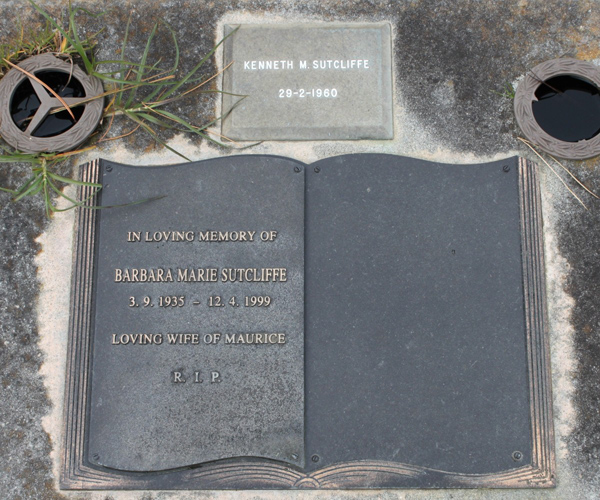 KENNETH M. SUTCLIFFE
29-2-1960
IN LOVING MEMORY OF
BARBARA MARIE SUTCLIFFE
3. 9. 1935 – 12. 4. 1999
LOVING WIFE OF MAURICE
R. I. P.